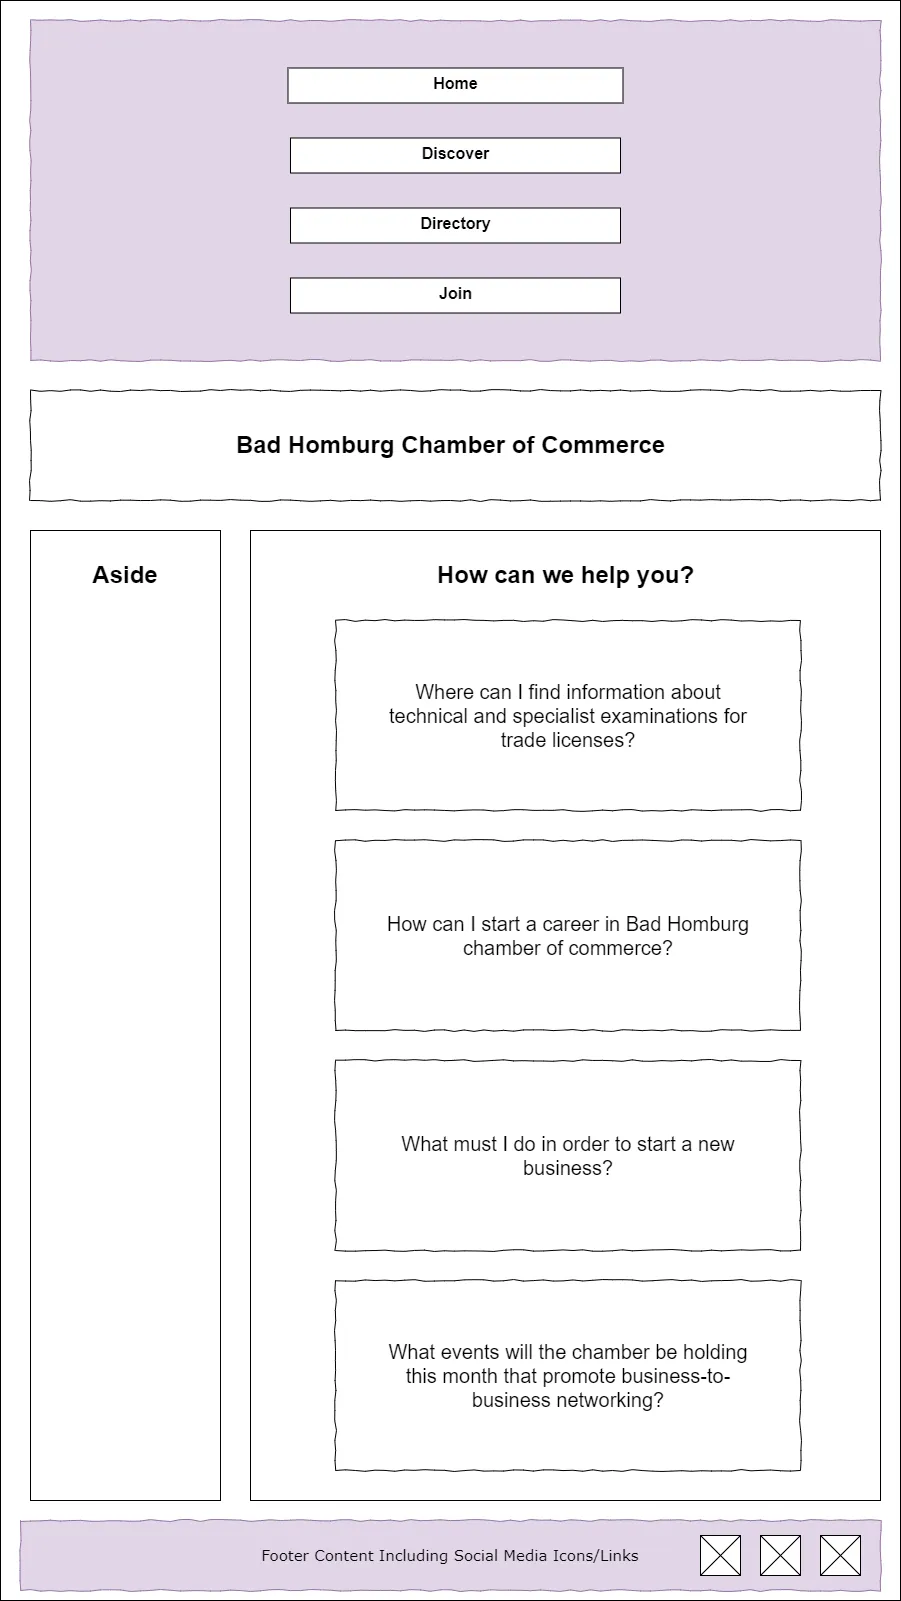 Home
Discover
Directory
Join
Bad Homburg Chamber of Commerce
Aside
How can we help you?
Where can I find information about
technical and specialist examinations for
trade licenses?
How can I start a career in Bad Homburg
chamber of commerce?
What must I do in order to start a new
business?
What events will the chamber be holding
this month that promote business-to-
business networking?
Footer Content Including Social Media Icons/Links